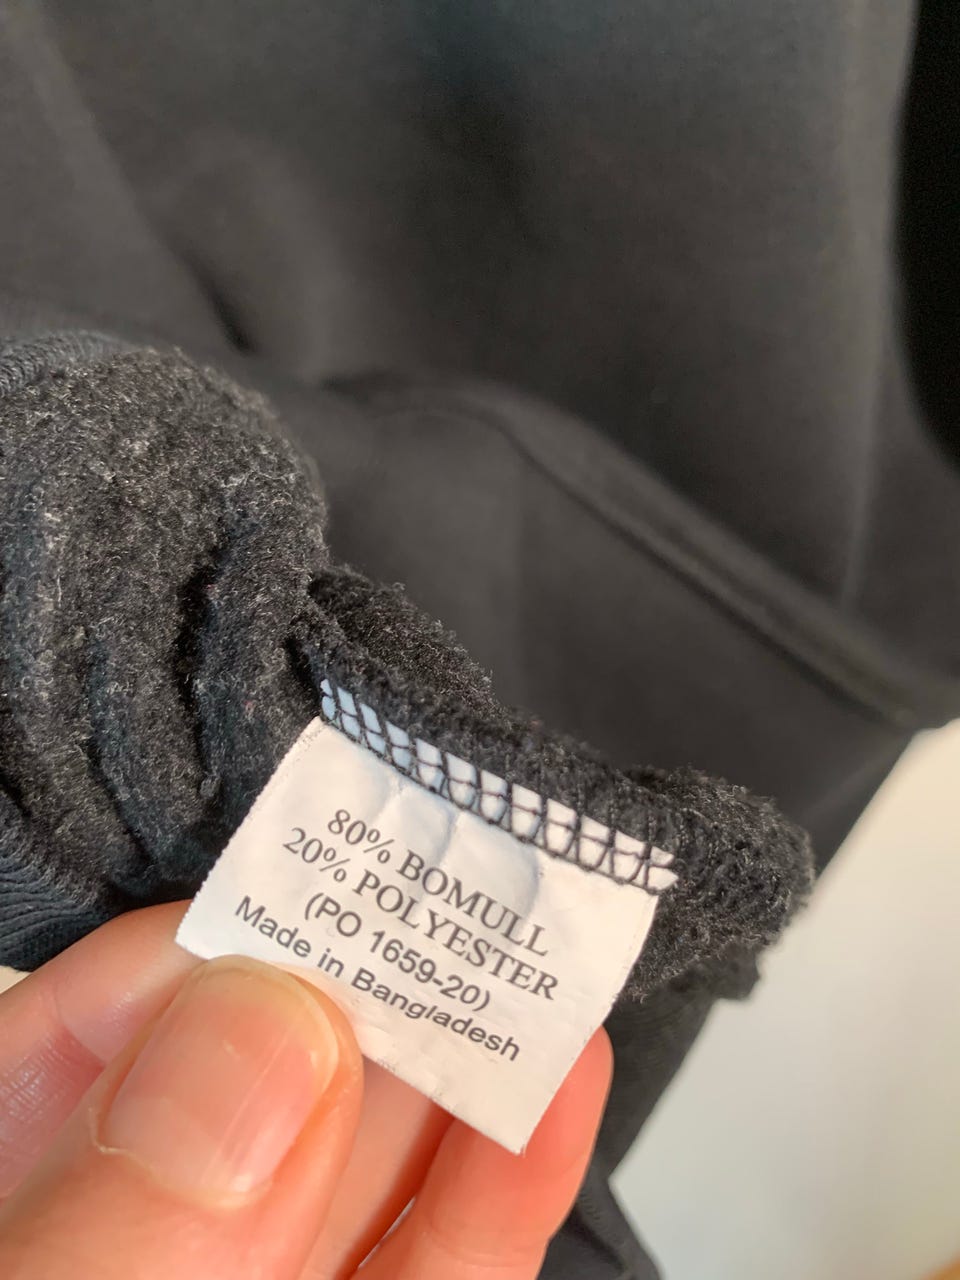 80% BOMULL
20% POLYESTER
(PO 1659-20)
Made in Bangladesh